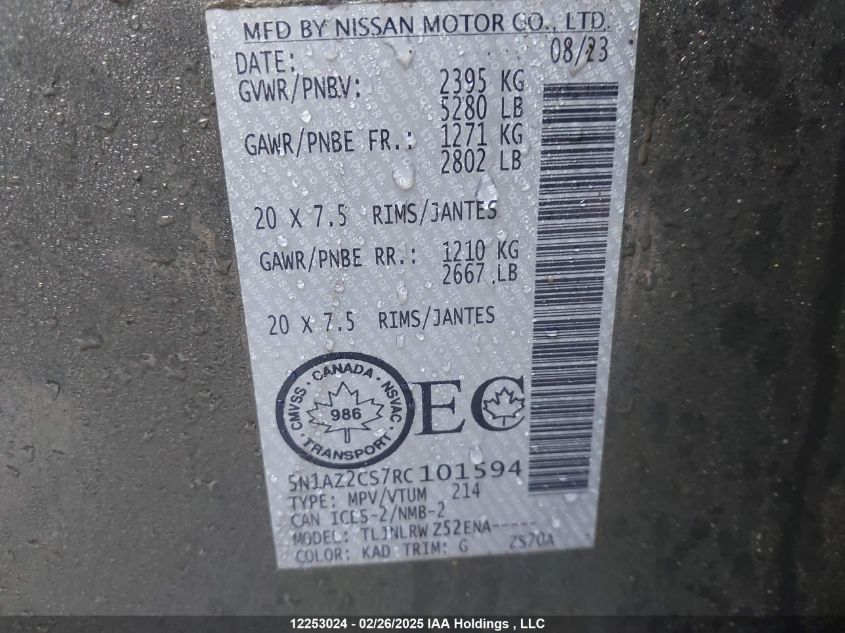 MFD BY NISSAN MOTOR CO., LTD.
DATE: 08/23
GVWR/PNBV: 2395 KG
5280 LB
GAWR/PNBE FR.: 1271 KG
2802 LB
20 X 7.5 RIMS/JANTES
GAWR/PNBE RR.: 1210 KG
2667 LB
20 X 7.5 RIMS/JANTES
CANADA · NSVAC · TRANSPORT · CMVSS
986
EC
5N1AZ2CS7RC101594
TYPE: MPV/VTUM 214
CAN ICES-2/NMB-2
MODEL: TLJNLRWZ52ENA-----
COLOR: KAD TRIM: G ZS70A
12253024 - 02/26/2025 IAA Holdings , LLC